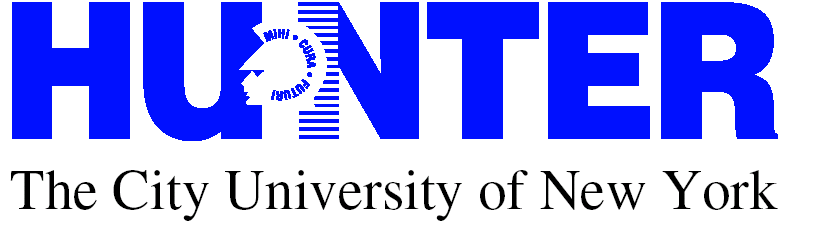 HUNTER
MIHI • CURA • FUTURI
The City University of New York